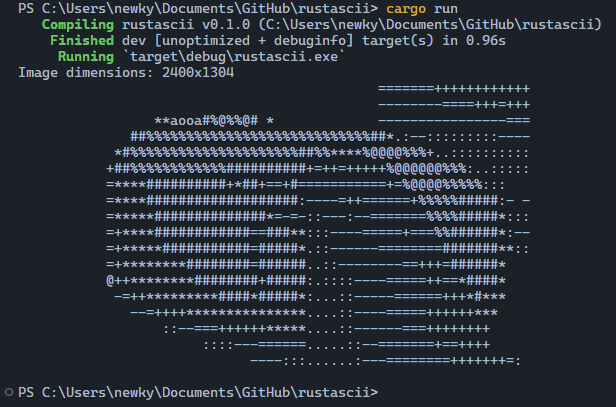 PS C:\Users\newky\Documents\GitHub\rustascii> cargo run
   Compiling rustascii v0.1.0 (C:\Users\newky\Documents\GitHub\rustascii)
    Finished dev [unoptimized + debuginfo] target(s) in 0.96s
     Running `target\debug\rustascii.exe`
Image dimensions: 2400x1304
PS C:\Users\newky\Documents\GitHub\rustascii>